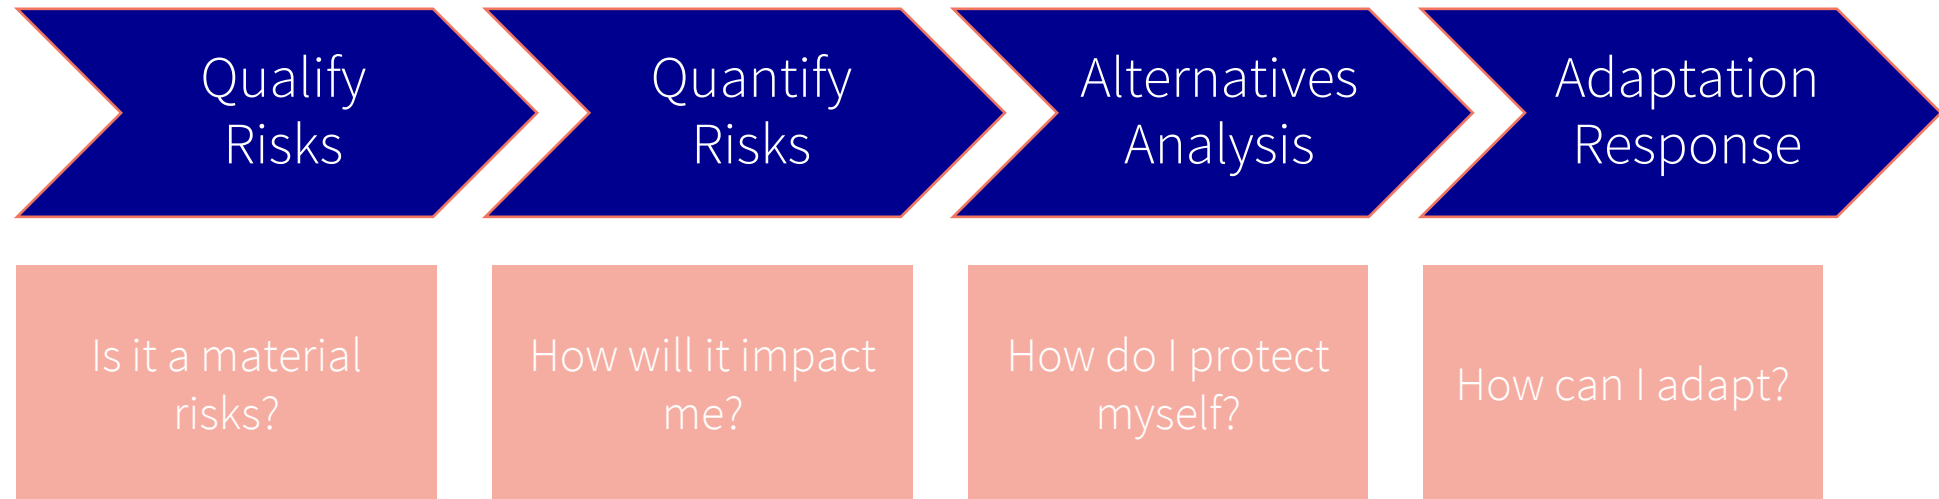 Qualify
Risks
Quantify
Risks
Alternatives
Analysis
Adaptation
Response
Is it a material
risks?
How will it impact
me?
How do I protect
myself?
How can I adapt?